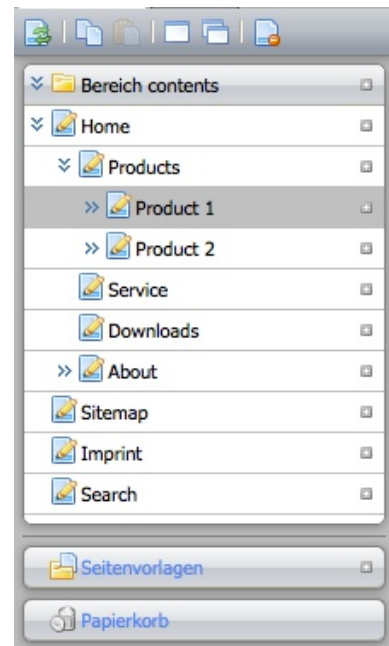 Bereich contents
Home
Products
Product 1
Product 2
Service
Downloads
About
Sitemap
Imprint
Search
Seitenvorlagen
Papierkorb